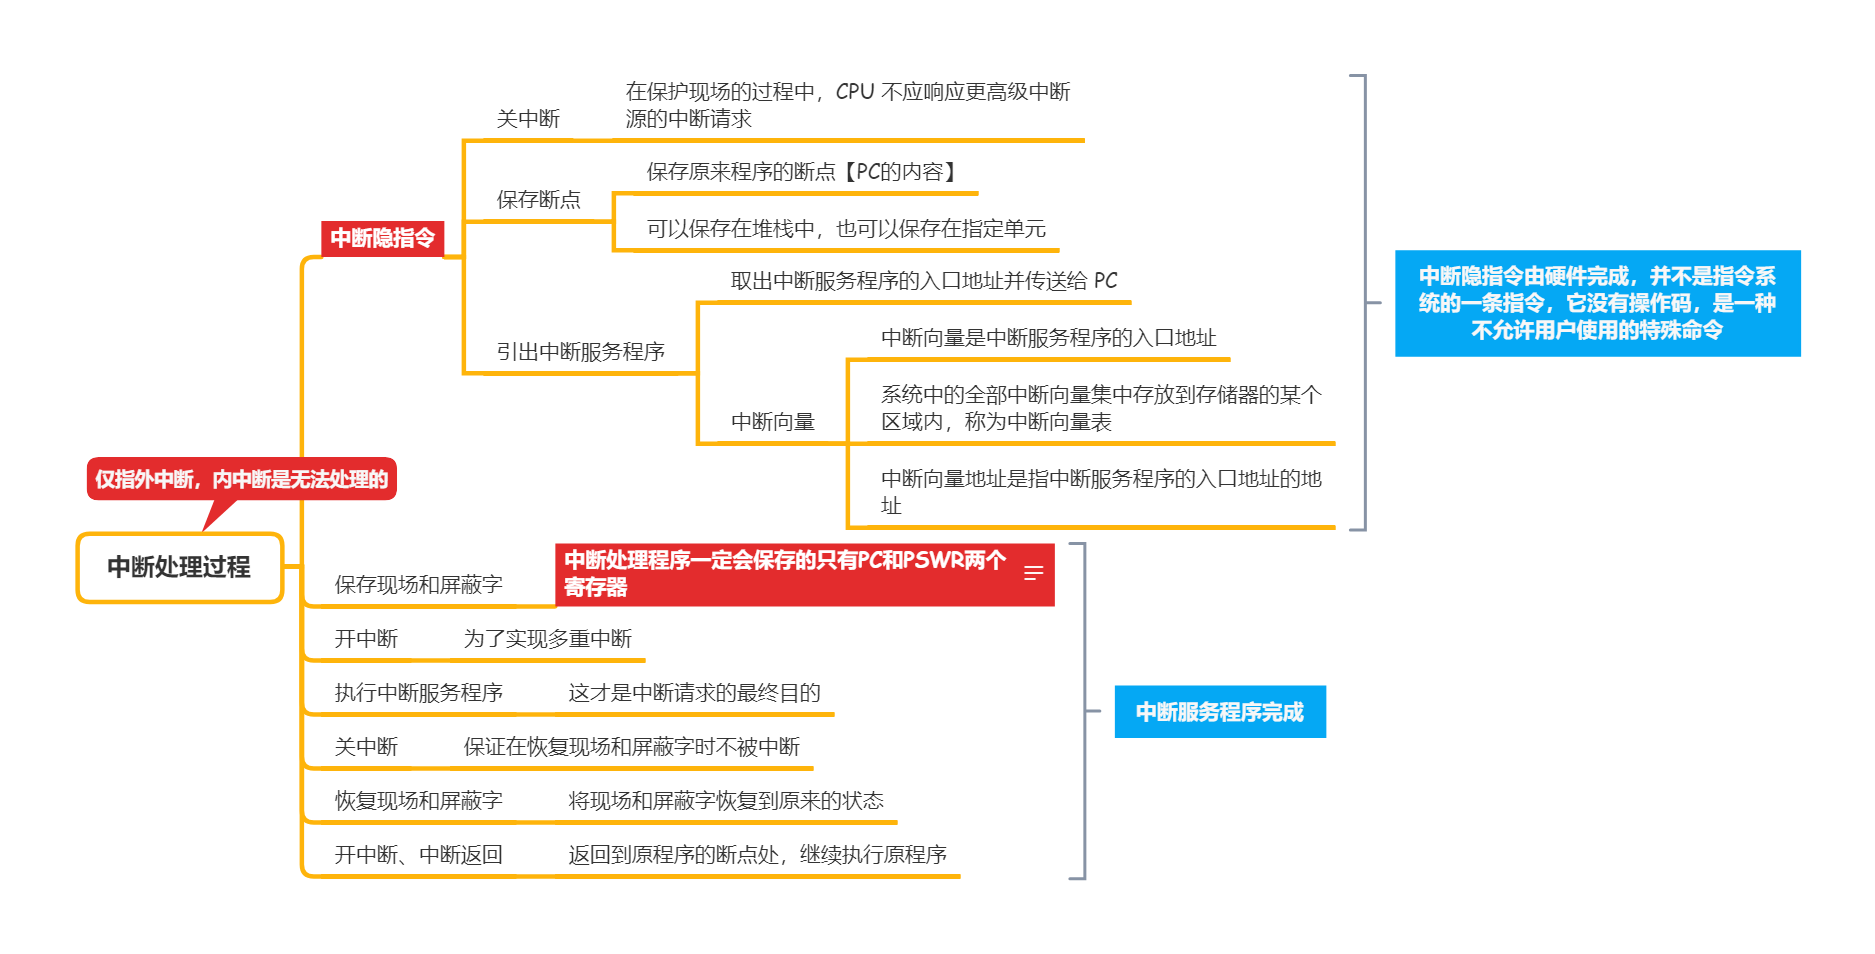 仅指外中断，内中断是无法处理的
中断处理过程
中断隐指令
关中断
在保护现场的过程中，CPU 不应响应更高级中断
源的中断请求
保存断点
保存原来程序的断点【PC的内容】
可以保存在堆栈中，也可以保存在指定单元
引出中断服务程序
取出中断服务程序的入口地址并传送给 PC
中断向量
中断向量是中断服务程序的入口地址
系统中的全部中断向量集中存放到存储器的某个
区域内，称为中断向量表
中断向量地址是指中断服务程序的入口地址的地
址
中断隐指令由硬件完成，并不是指令系
统的一条指令，它没有操作码，是一种
不允许用户使用的特殊命令
保存现场和屏蔽字
中断处理程序一定会保存的只有PC和PSWR两个
寄存器
开中断
为了实现多重中断
执行中断服务程序
这才是中断请求的最终目的
关中断
保证在恢复现场和屏蔽字时不被中断
恢复现场和屏蔽字
将现场和屏蔽字恢复到原来的状态
开中断、中断返回
返回到原程序的断点处，继续执行原程序
中断服务程序完成